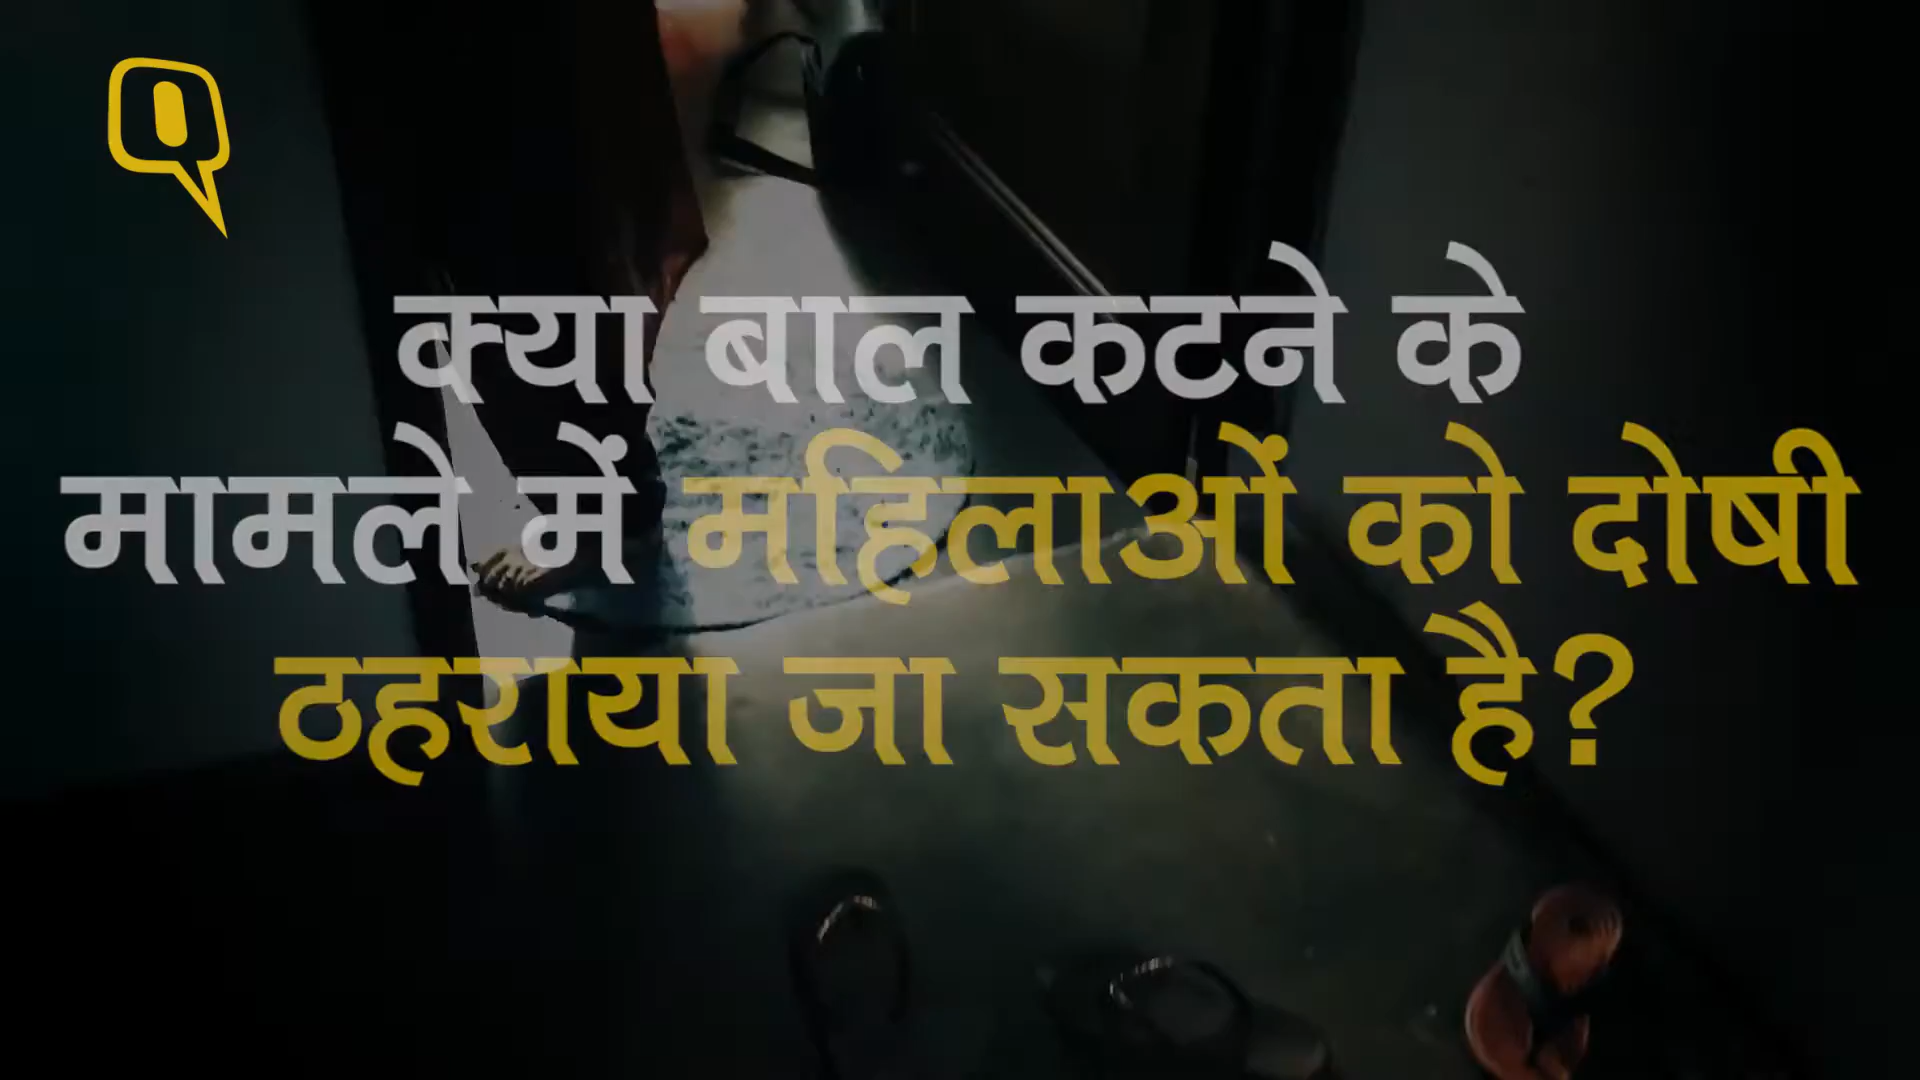 क्या बाल कटने के
मामले में महिलाओं को दोषी
ठहराया जा सकता है?